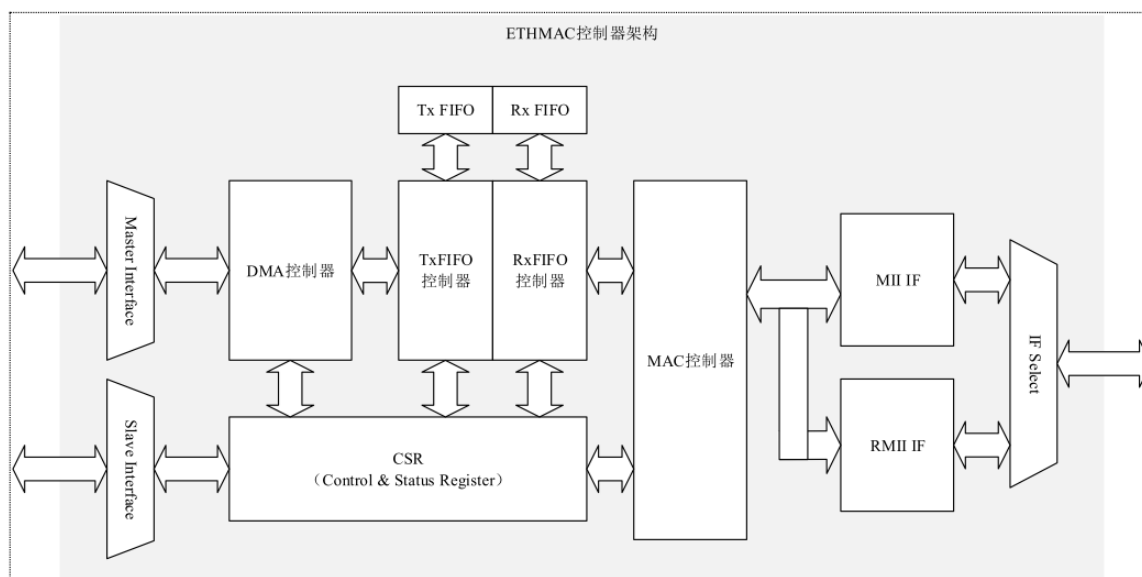 ETHMAC控制器架构
Tx FIFO
Rx FIFO
Master Interface
DMA控制器
TxFIFO
控制器
RxFIFO
控制器
MAC控制器
MII IF
IF Select
Slave Interface
CSR
（Control & Status Register）
RMII IF